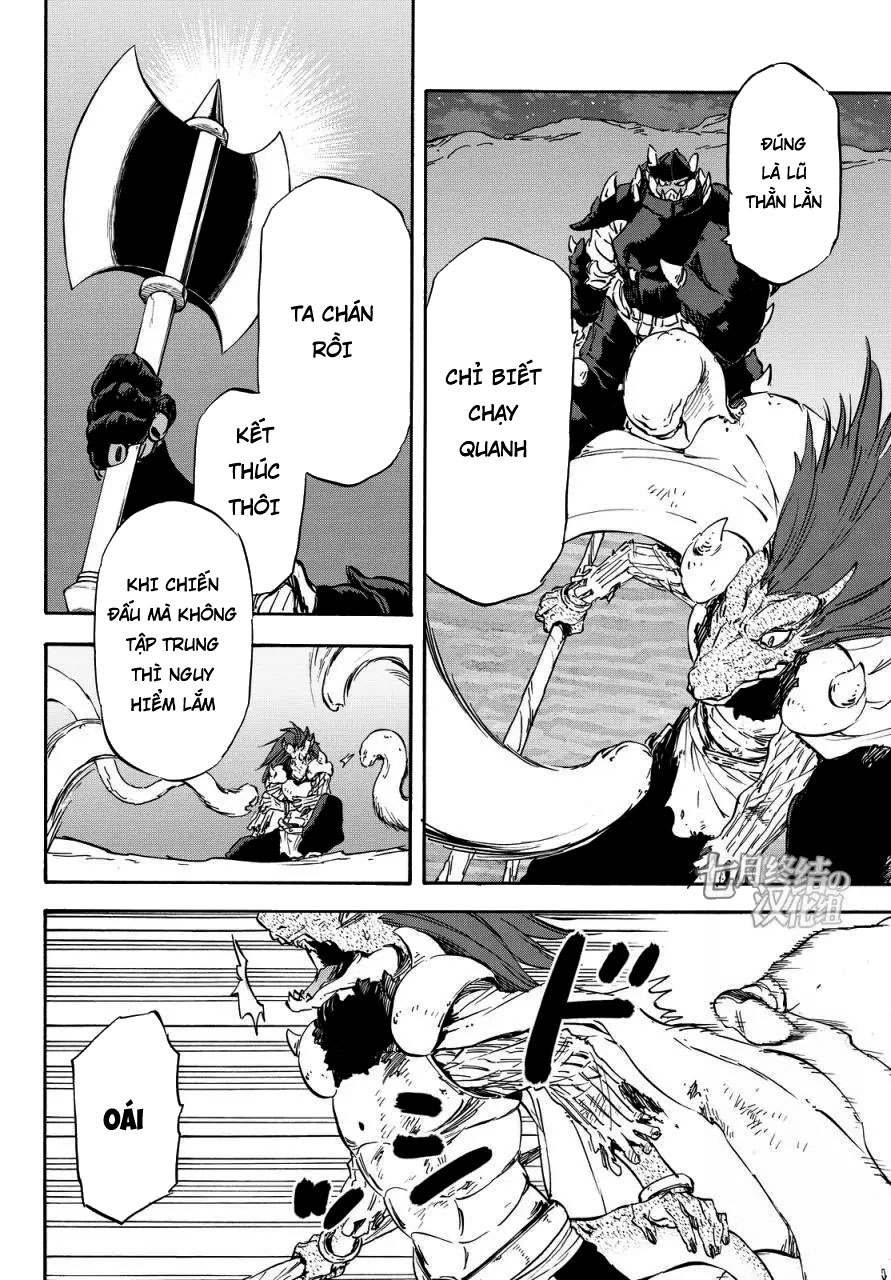 ĐÚNG
LÀ LŨ
THẰN LẰN
CHỈ BIẾT
CHẠY
QUANH
TA CHÁN
RỒI
KẾT
THÚC
THÔI
KHI CHIẾN
ĐẤU MÀ KHÔNG
TẬP TRUNG
THÌ NGUY
HIỂM LẮM
七月终结の
汉化组
ド
OÁI